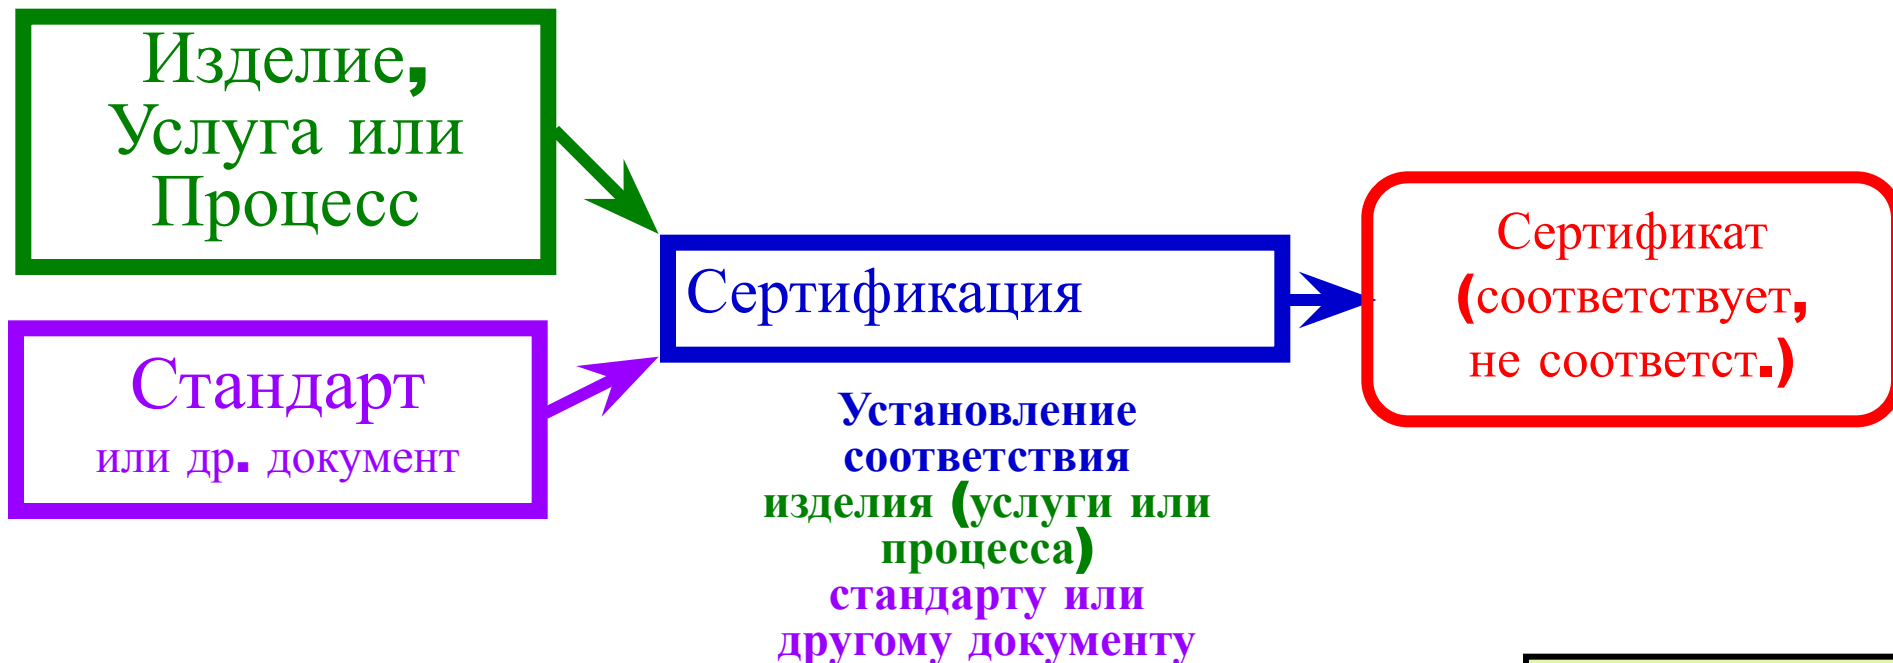 Изделие,
Услуга или
Процесс
Стандарт
или др. документ
Сертификация
Установление
соответствия
изделия (услуги или
процесса)
стандарту или
другому документу
Сертификат
(соответствует,
не соответст.)